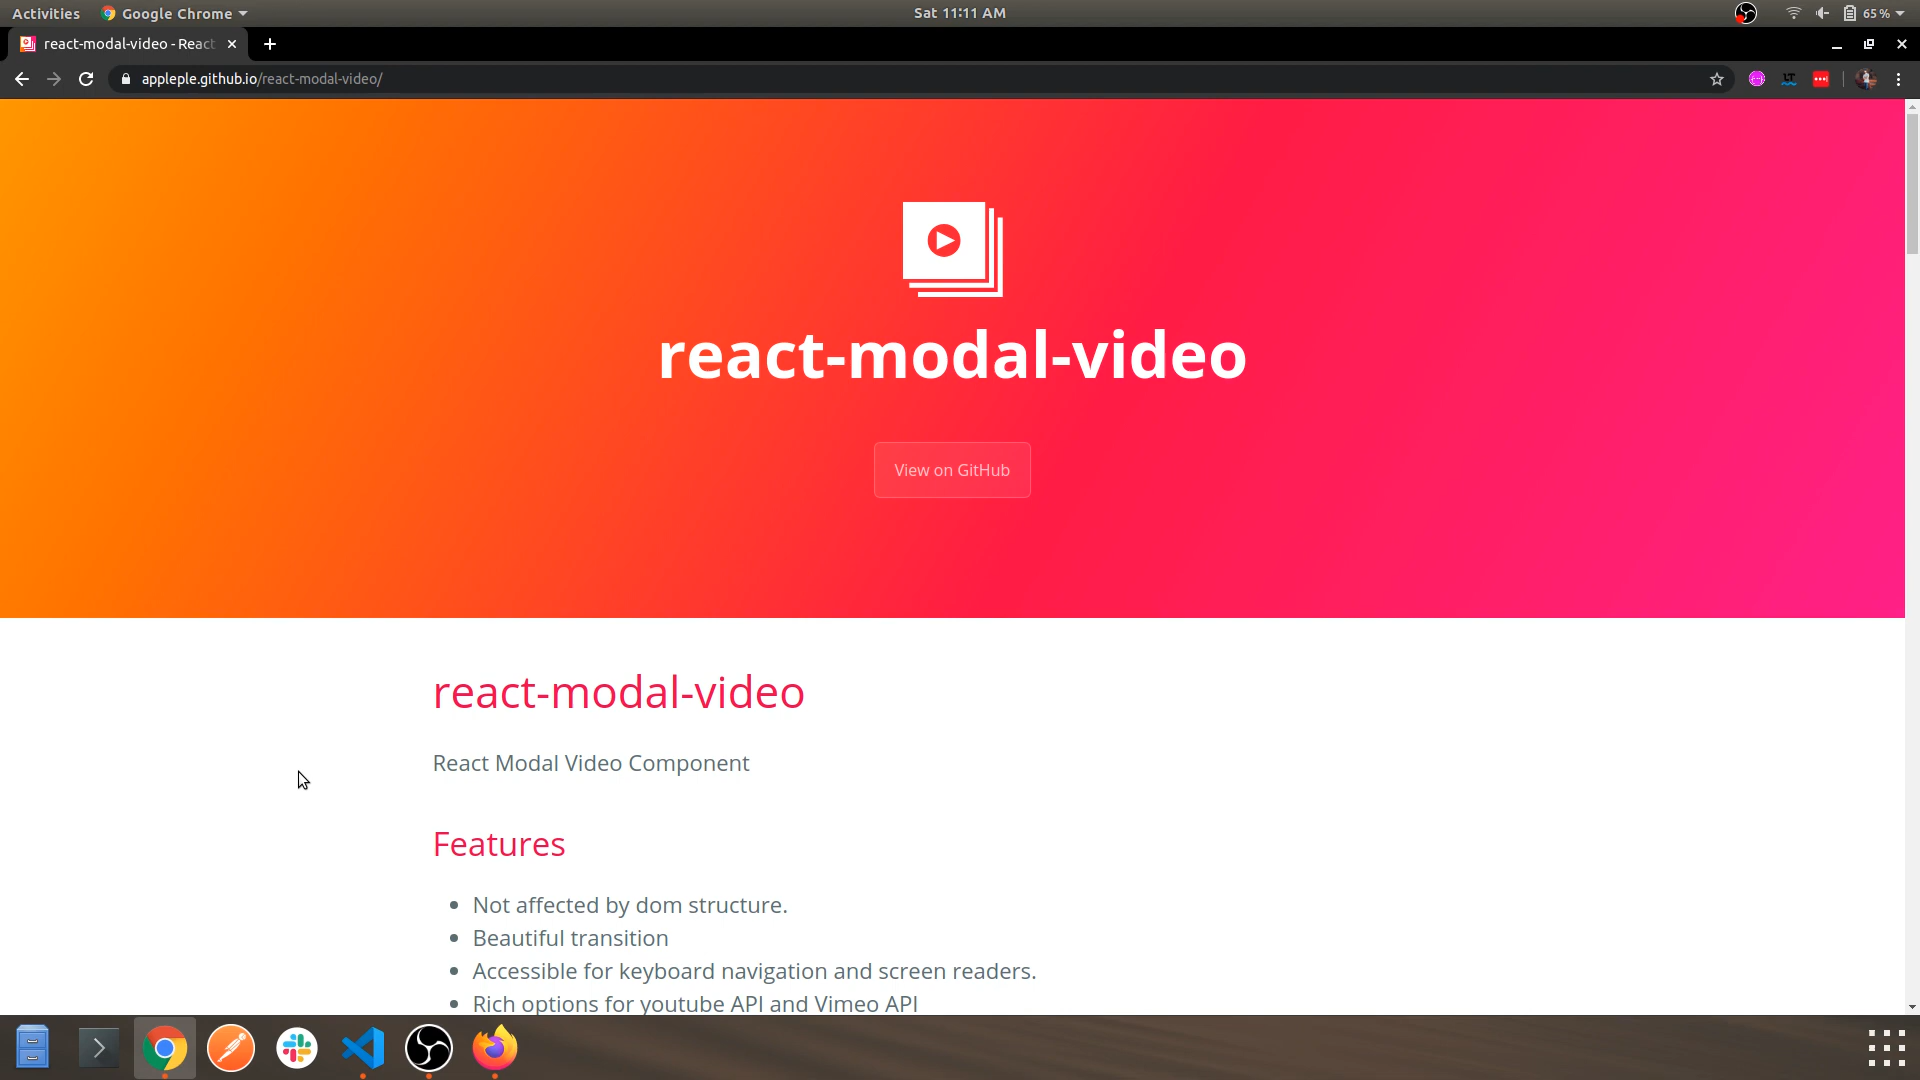 Activities
Google Chrome
Sat 11:11 AM
65 %
react-modal-video - React
appleple.github.io/react-modal-video/
LT
react-modal-video
View on GitHub
react-modal-video
React Modal Video Component
Features
Not affected by dom structure.
Beautiful transition
Accessible for keyboard navigation and screen readers.
Rich options for youtube API and Vimeo API